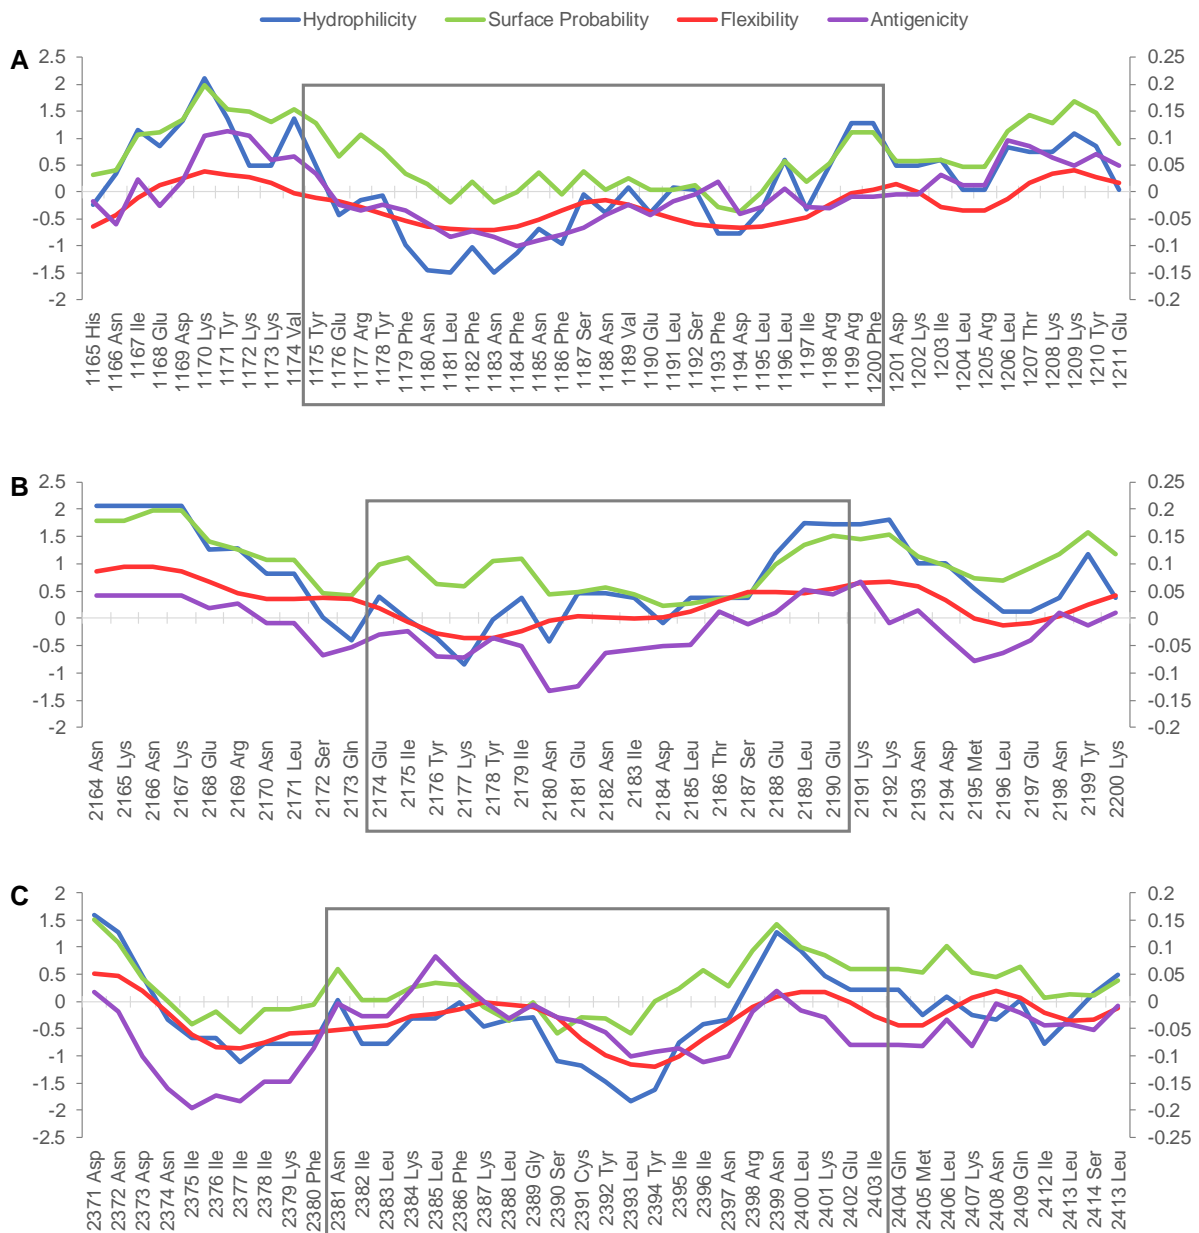 Hydrophilicity Surface Probability Flexibility Antigenicity
A
2.5 0.25
2 0.2
1.5 0.15
1 0.1
0.5 0.05
0 0
-0.5 -0.05
-1 -0.1
-1.5 -0.15
-2 -0.2
1165 His
1166 Asn
1167 Ile
1168 Glu
1169 Asp
1170 Lys
1171 Tyr
1172 Lys
1173 Lys
1174 Val
1175 Tyr
1176 Glu
1177 Arg
1178 Tyr
1179 Phe
1180 Asn
1181 Leu
1182 Phe
1183 Asn
1184 Phe
1185 Asn
1186 Phe
1187 Ser
1188 Asn
1189 Val
1190 Glu
1191 Leu
1192 Ser
1193 Phe
1194 Asp
1195 Leu
1196 Leu
1197 Ile
1198 Arg
1199 Arg
1200 Phe
1201 Asp
1202 Lys
1203 Ile
1204 Leu
1205 Arg
1206 Leu
1207 Thr
1208 Lys
1209 Lys
1210 Tyr
1211 Glu
B
2.5 0.25
2 0.2
1.5 0.15
1 0.1
0.5 0.05
0 0
-0.5 -0.05
-1 -0.1
-1.5 -0.15
-2 -0.2
2164 Asn
2165 Lys
2166 Asn
2167 Lys
2168 Glu
2169 Arg
2170 Asn
2171 Leu
2172 Ser
2173 Gln
2174 Glu
2175 Ile
2176 Tyr
2177 Lys
2178 Tyr
2179 Ile
2180 Asn
2181 Glu
2182 Asn
2183 Ile
2184 Asp
2185 Leu
2186 Thr
2187 Ser
2188 Glu
2189 Leu
2190 Glu
2191 Lys
2192 Lys
2193 Asn
2194 Asp
2195 Met
2196 Leu
2197 Glu
2198 Asn
2199 Tyr
2200 Lys
C
2 0.2
1.5 0.15
1 0.1
0.5 0.05
0 0
-0.5 -0.05
-1 -0.1
-1.5 -0.15
-2 -0.2
-2.5 -0.25
2371 Asp
2372 Asn
2373 Asp
2374 Asn
2375 Ile
2376 Ile
2377 Ile
2378 Ile
2379 Lys
2380 Phe
2381 Asn
2382 Ile
2383 Leu
2384 Lys
2385 Leu
2386 Phe
2387 Lys
2388 Leu
2389 Gly
2390 Ser
2391 Cys
2392 Tyr
2393 Leu
2394 Tyr
2395 Ile
2396 Ile
2397 Asn
2398 Arg
2399 Asn
2400 Leu
2401 Lys
2402 Glu
2403 Ile
2404 Gln
2405 Met
2406 Leu
2407 Lys
2408 Asn
2409 Gln
2412 Ile
2413 Leu
2414 Ser
2413 Leu